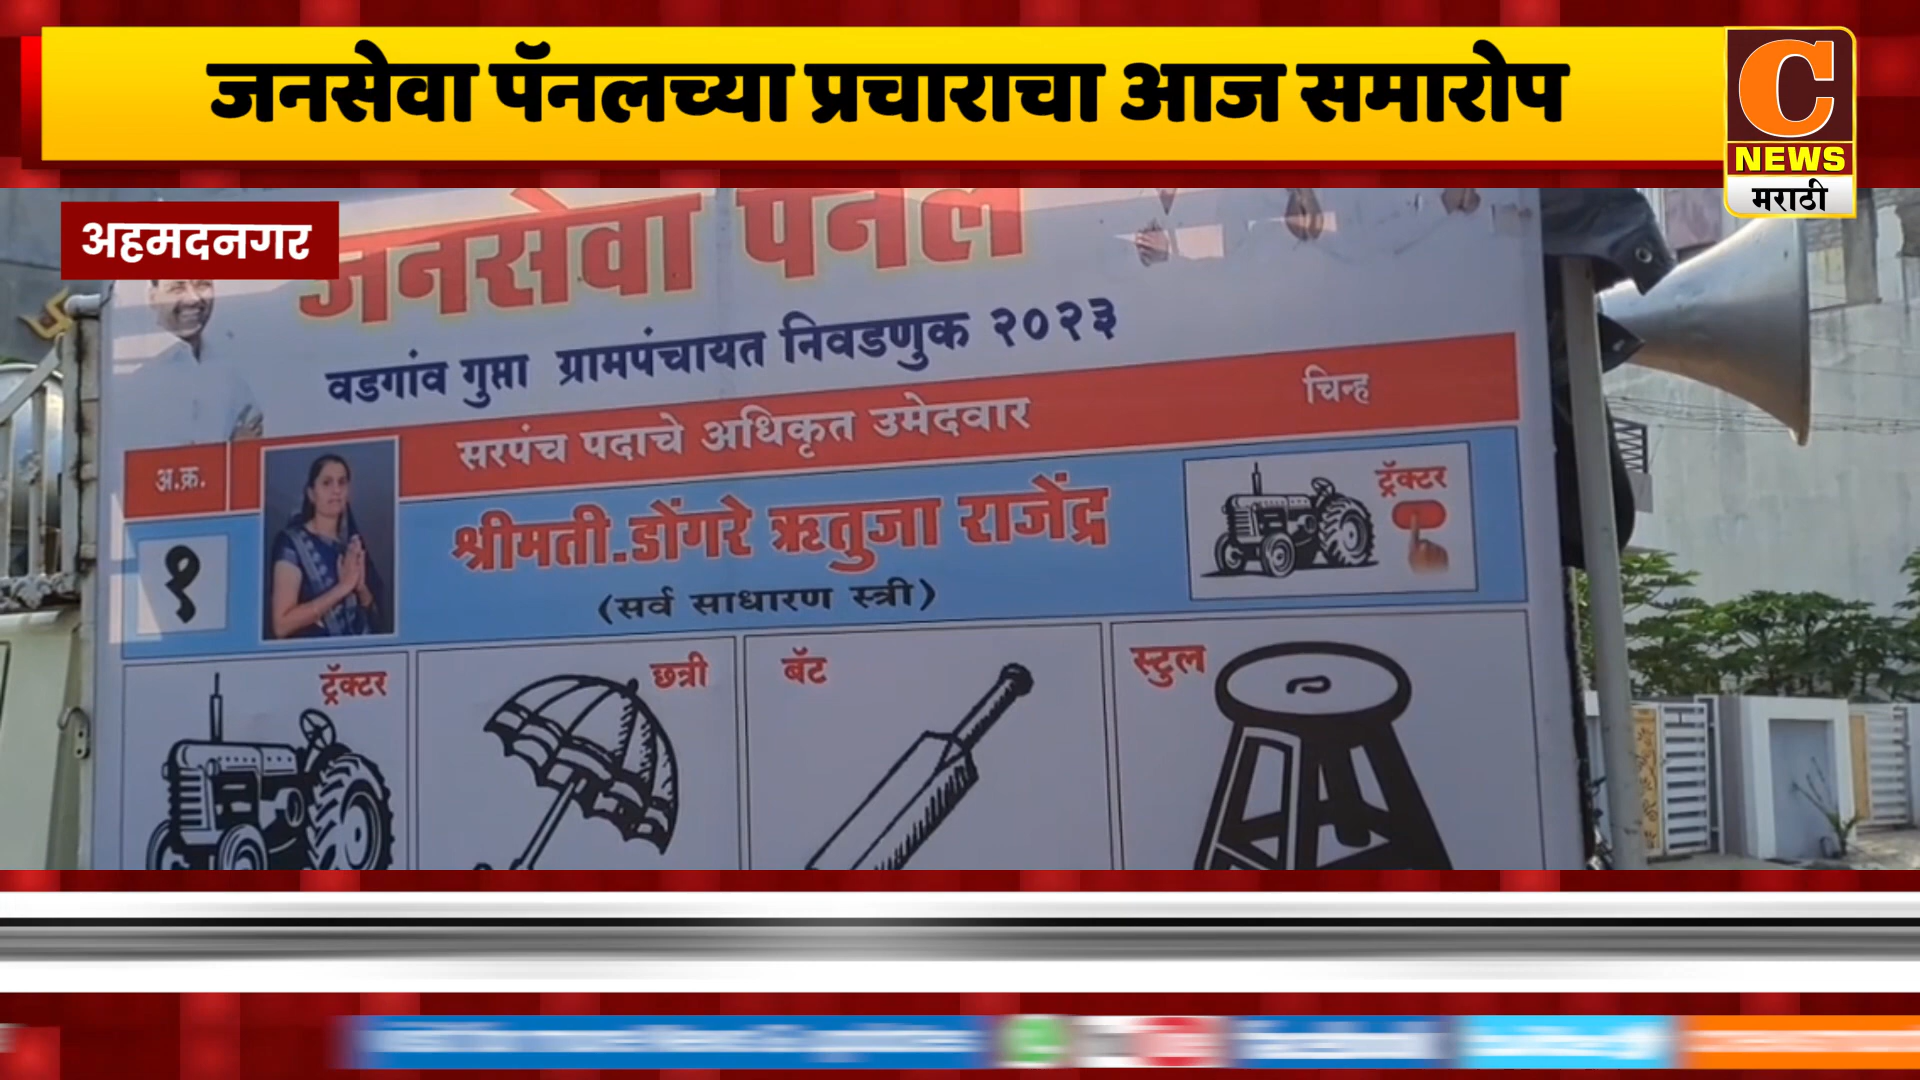 जनसेवा पॅनलच्या प्रचाराचा आज समारोप
C
NEWS
मराठी
अहमदनगर
जनसेवा पॅनल
वडगांव गुप्ता ग्रामपंचायत निवडणुक २०२३
अ.क्र.
सरपंच पदाचे अधिकृत उमेदवार
चिन्ह
१
श्रीमती.डोंगरे ऋतुजा राजेंद्र
(सर्व साधारण स्त्री)
ट्रॅक्टर
ट्रॅक्टर
छत्री
बॅट
स्टुल